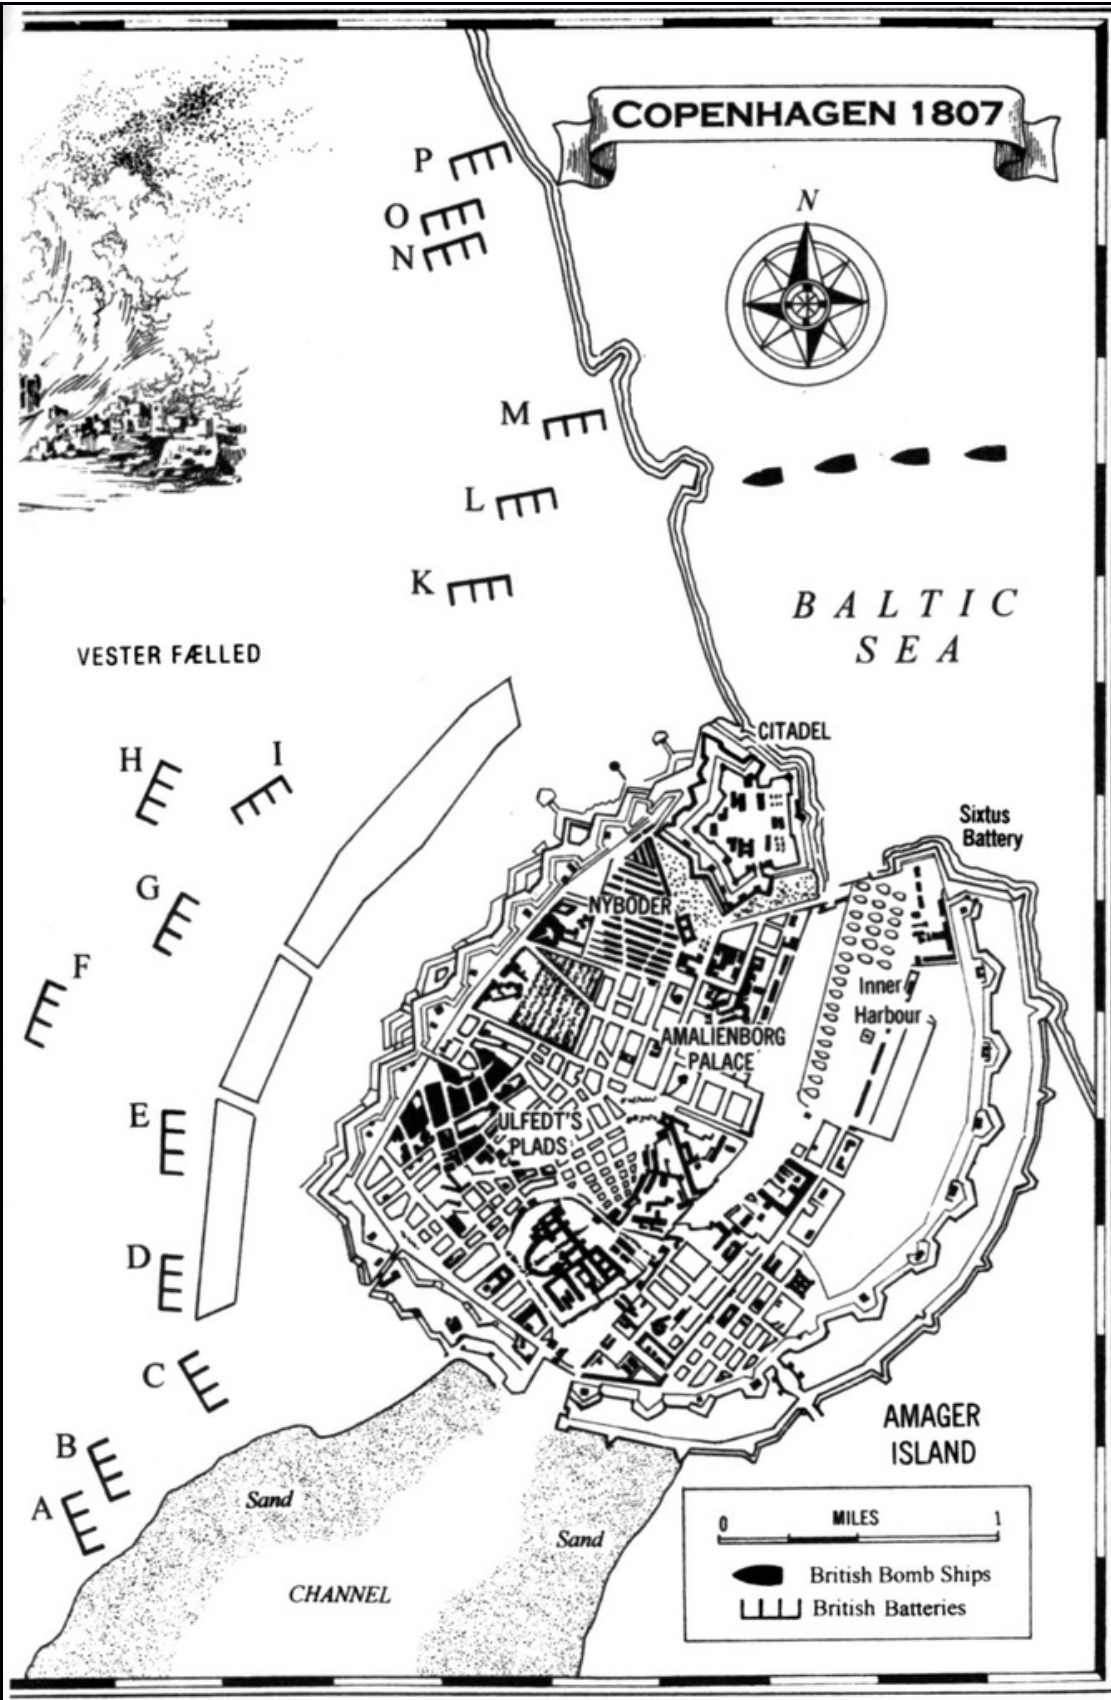 COPENHAGEN 1807
N
P
O
N
M
L
K
BALTIC
SEA
VESTER FÆLLED
H
I
G
F
E
D
C
B
A
CITADEL
Sixtus
Battery
NYBODER
Inner
Harbour
AMALIENBORG
PALACE
ULFEDT'S
PLADS
AMAGER
ISLAND
Sand
Sand
CHANNEL
0 MILES 1
British Bomb Ships
British Batteries